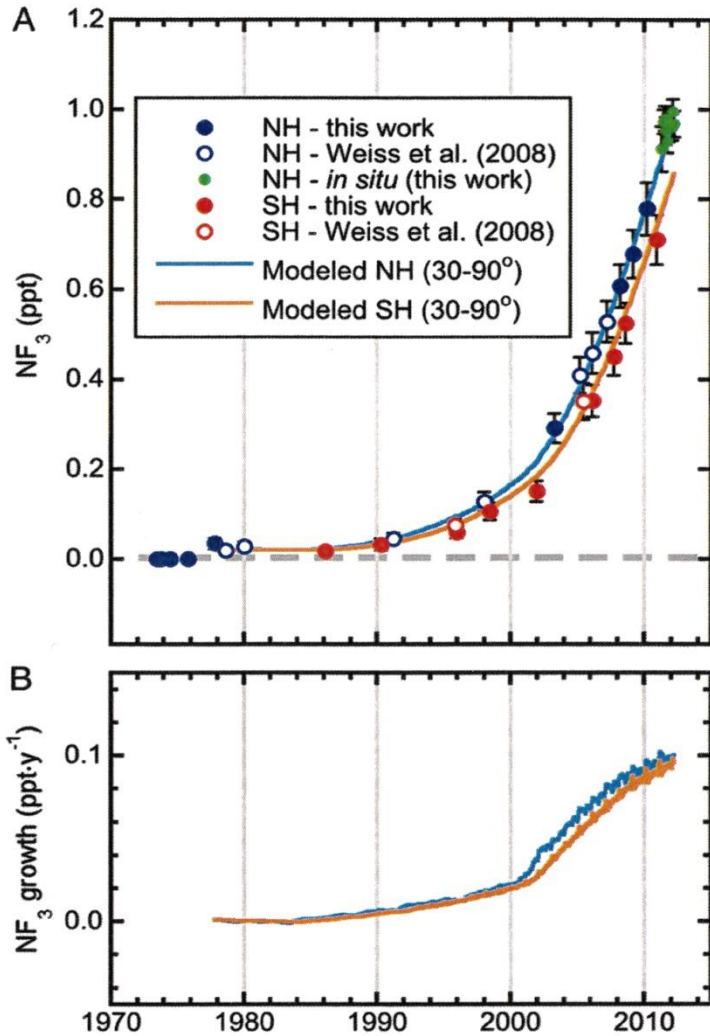 A
1.2
1.0
0.8
0.6
0.4
0.2
0.0
NF₃ (ppt)
NH - this work
NH - Weiss et al. (2008)
NH - in situ (this work)
SH - this work
SH - Weiss et al. (2008)
Modeled NH (30-90°)
Modeled SH (30-90°)
B
0.1
0.0
NF₃ growth (ppt·y⁻¹)
1970 1980 1990 2000 2010